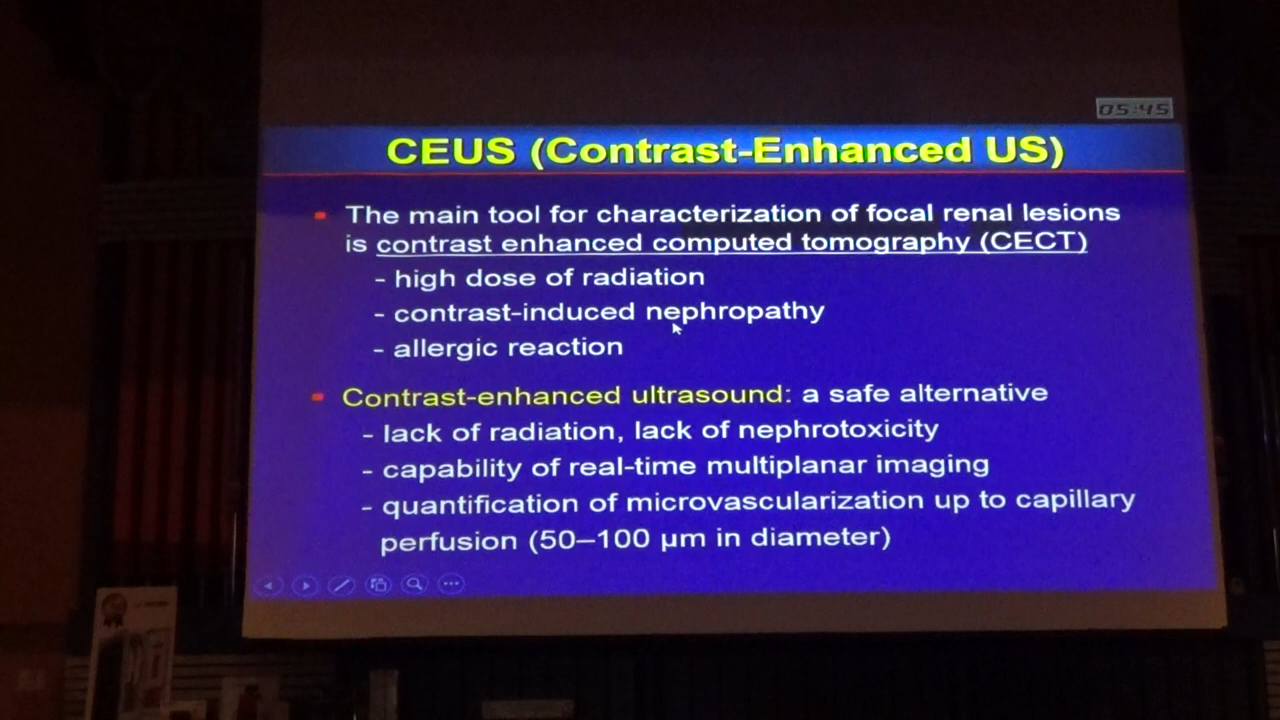 05:45
CEUS (Contrast-Enhanced US)
▪ The main tool for characterization of focal renal lesions
is contrast enhanced computed tomography (CECT)
- high dose of radiation
- contrast-induced nephropathy
- allergic reaction
▪ Contrast-enhanced ultrasound: a safe alternative
- lack of radiation, lack of nephrotoxicity
- capability of real-time multiplanar imaging
- quantification of microvascularization up to capillary
perfusion (50–100 µm in diameter)